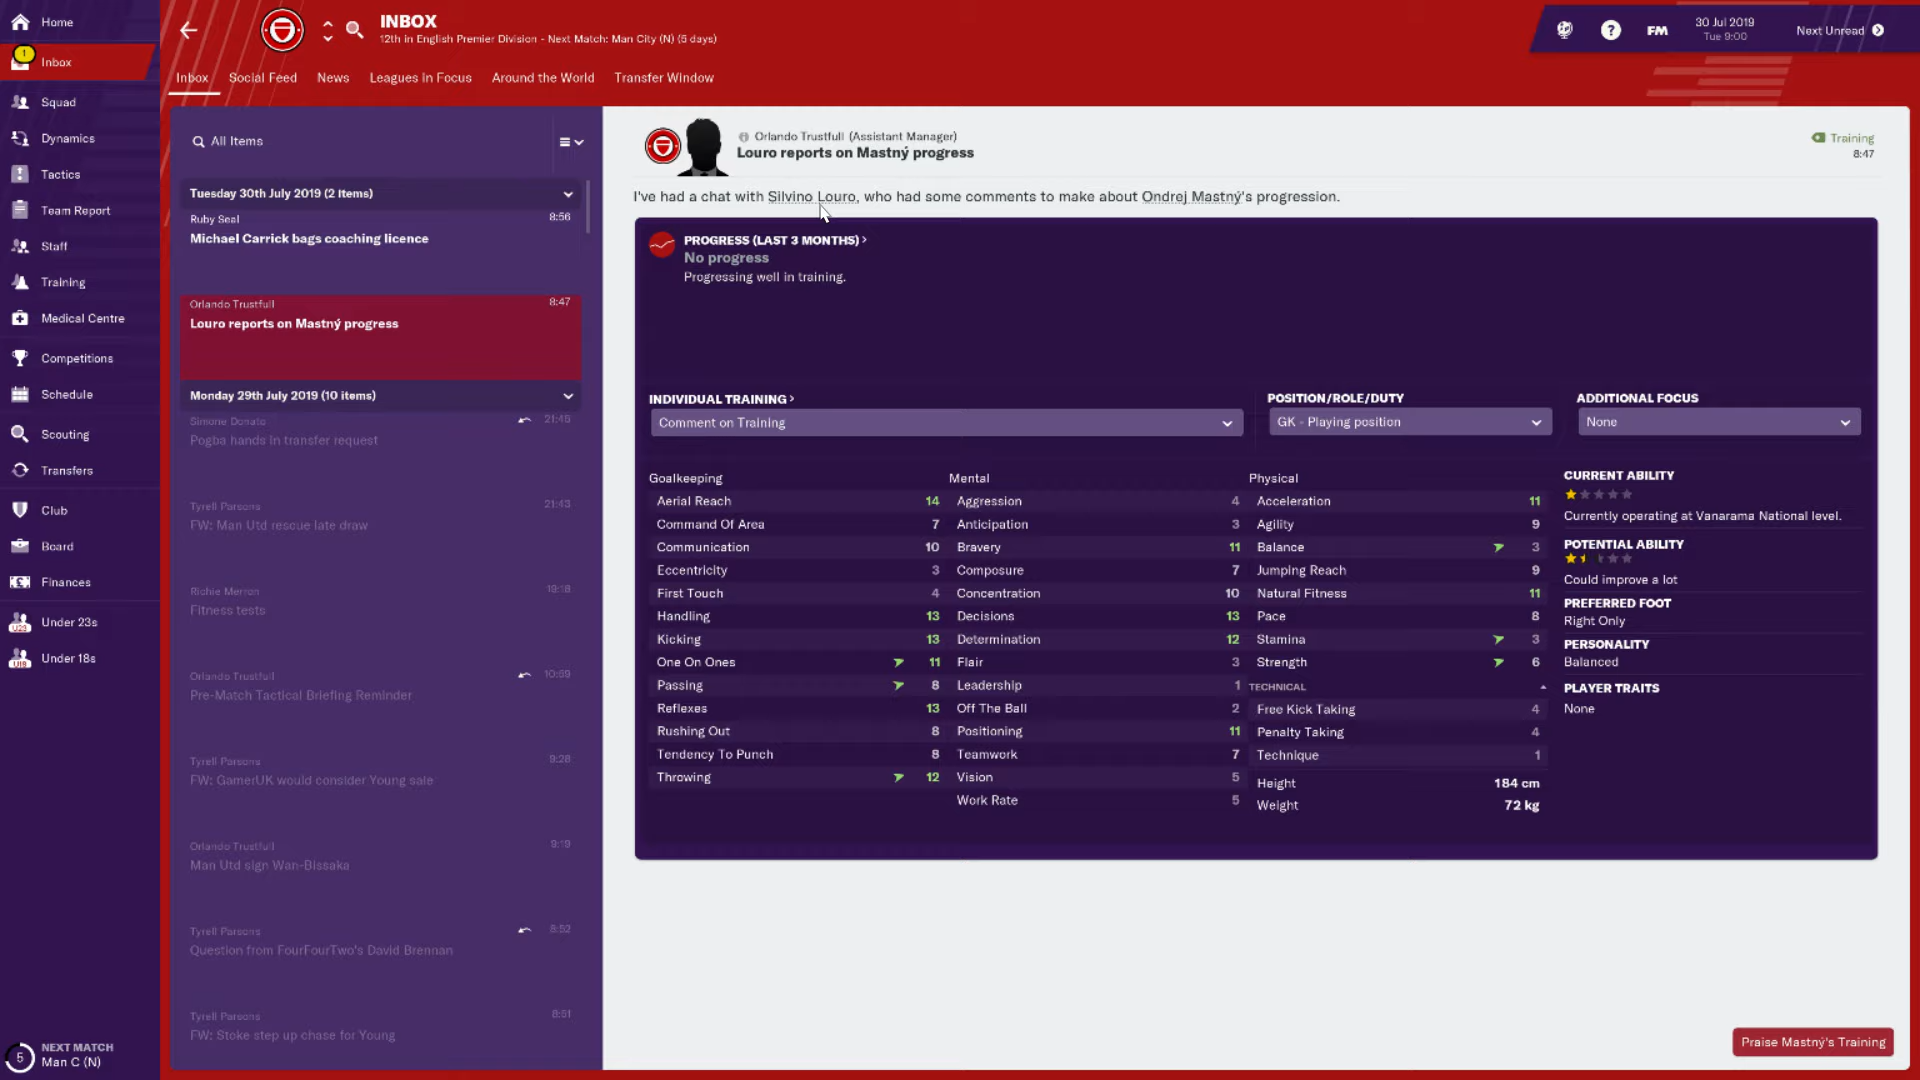 Home
1
Inbox
Squad
Dynamics
Tactics
Team Report
Staff
Training
Medical Centre
Competitions
Schedule
Scouting
Transfers
Club
Board
Finances
Under 23s
Under 18s
5
NEXT MATCH
Man C (N)
INBOX
12th in English Premier Division - Next Match: Man City (N) (5 days)
?
FM
30 Jul 2019
Tue 9:00
Next Unread
Inbox Social Feed News Leagues In Focus Around the World Transfer Window
All Items
Tuesday 30th July 2019 (2 Items)
Ruby Seal 8:56
Michael Carrick bags coaching licence
Orlando Trustfull 8:47
Louro reports on Mastný progress
Monday 29th July 2019 (10 items)
Simone Donato 21:46
Pogba hands in transfer request
Tyrell Parsons 21:43
FW: Man Utd rescue late draw
Richie Merron 19:18
Fitness tests
Orlando Trustfull 10:59
Pre-Match Tactical Briefing Reminder
Tyrell Parsons 9:28
FW: GamerUK would consider Young sale
Orlando Trustfull 9:19
Man Utd sign Wan-Bissaka
Tyrell Parsons 8:52
Question from FourFourTwo's David Brennan
Tyrell Parsons 8:51
FW: Stoke step up chase for Young
Orlando Trustfull (Assistant Manager)
Louro reports on Mastný progress
Training
8:47
I've had a chat with Silvino Louro, who had some comments to make about Ondrej Mastný's progression.
PROGRESS (LAST 3 MONTHS) >
No progress
Progressing well in training.
INDIVIDUAL TRAINING >
Comment on Training
POSITION/ROLE/DUTY
GK - Playing position
ADDITIONAL FOCUS
None
Goalkeeping Mental Physical
Aerial Reach 14 Aggression 4 Acceleration 11
Command Of Area 7 Anticipation 3 Agility 9
Communication 10 Bravery 11 Balance 3
Eccentricity 3 Composure 7 Jumping Reach 9
First Touch 4 Concentration 10 Natural Fitness 11
Handling 13 Decisions 13 Pace 8
Kicking 13 Determination 12 Stamina 3
One On Ones 11 Flair 3 Strength 6
Passing 8 Leadership 1 TECHNICAL
Reflexes 13 Off The Ball 2 Free Kick Taking 4
Rushing Out 8 Positioning 11 Penalty Taking 4
Tendency To Punch 8 Teamwork 7 Technique 1
Throwing 12 Vision 5 Height 184 cm
Work Rate 5 Weight 72 kg
CURRENT ABILITY
Currently operating at Vanarama National level.
POTENTIAL ABILITY
Could improve a lot
PREFERRED FOOT
Right Only
PERSONALITY
Balanced
PLAYER TRAITS
None
Praise Mastný's Training